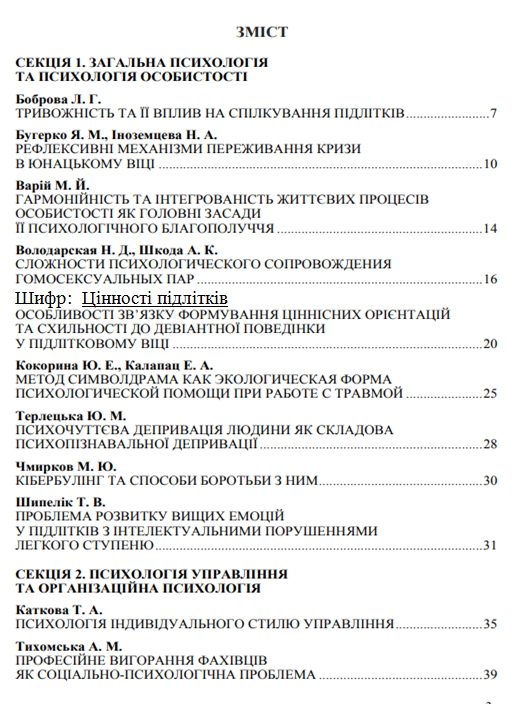 ЗМІСТ
СЕКЦІЯ 1. ЗАГАЛЬНА ПСИХОЛОГІЯ
ТА ПСИХОЛОГІЯ ОСОБИСТОСТІ
Боброва Л. Г.
ТРИВОЖНІСТЬ ТА ЇЇ ВПЛИВ НА СПІЛКУВАННЯ ПІДЛІТКІВ 7
Бугерко Я. М., Іноземцева Н. А.
РЕФЛЕКСИВНІ МЕХАНІЗМИ ПЕРЕЖИВАННЯ КРИЗИ
В ЮНАЦЬКОМУ ВІЦІ 10
Варій М. Й.
ГАРМОНІЙНІСТЬ ТА ІНТЕГРОВАНІСТЬ ЖИТТЄВИХ ПРОЦЕСІВ
ОСОБИСТОСТІ ЯК ГОЛОВНІ ЗАСАДИ
ЇЇ ПСИХОЛОГІЧНОГО БЛАГОПОЛУЧЧЯ 14
Володарская Н. Д., Шкода А. К.
СЛОЖНОСТИ ПСИХОЛОГИЧЕСКОГО СОПРОВОЖДЕНИЯ
ГОМОСЕКСУАЛЬНЫХ ПАР 16
Шифр: Цінності підлітків
ОСОБЛИВОСТІ ЗВ’ЯЗКУ ФОРМУВАННЯ ЦІННІСНИХ ОРІЄНТАЦІЙ
ТА СХИЛЬНОСТІ ДО ДЕВІАНТНОЇ ПОВЕДІНКИ
У ПІДЛІТКОВОМУ ВІЦІ 20
Кокорина Ю. Е., Калапац Е. А.
МЕТОД СИМВОЛДРАМА КАК ЭКОЛОГИЧЕСКАЯ ФОРМА
ПСИХОЛОГИЧЕСКОЙ ПОМОЩИ ПРИ РАБОТЕ С ТРАВМОЙ 25
Терлецька Ю. М.
ПСИХОЧУТТЄВА ДЕПРИВАЦІЯ ЛЮДИНИ ЯК СКЛАДОВА
ПСИХОПІЗНАВАЛЬНОЇ ДЕПРИВАЦІЇ 28
Чмирков М. Ю.
КІБЕРБУЛІНГ ТА СПОСОБИ БОРОТЬБИ З НИМ 30
Шипелік Т. В.
ПРОБЛЕМА РОЗВИТКУ ВИЩИХ ЕМОЦІЙ
У ПІДЛІТКІВ З ІНТЕЛЕКТУАЛЬНИМИ ПОРУШЕННЯМИ
ЛЕГКОГО СТУПЕНЮ 31
СЕКЦІЯ 2. ПСИХОЛОГІЯ УПРАВЛІННЯ
ТА ОРГАНІЗАЦІЙНА ПСИХОЛОГІЯ
Каткова Т. А.
ПСИХОЛОГІЯ ІНДИВІДУАЛЬНОГО СТИЛЮ УПРАВЛІННЯ 35
Тихомська А. М.
ПРОФЕСІЙНЕ ВИГОРАННЯ ФАХІВЦІВ
ЯК СОЦІАЛЬНО-ПСИХОЛОГІЧНА ПРОБЛЕМА 39